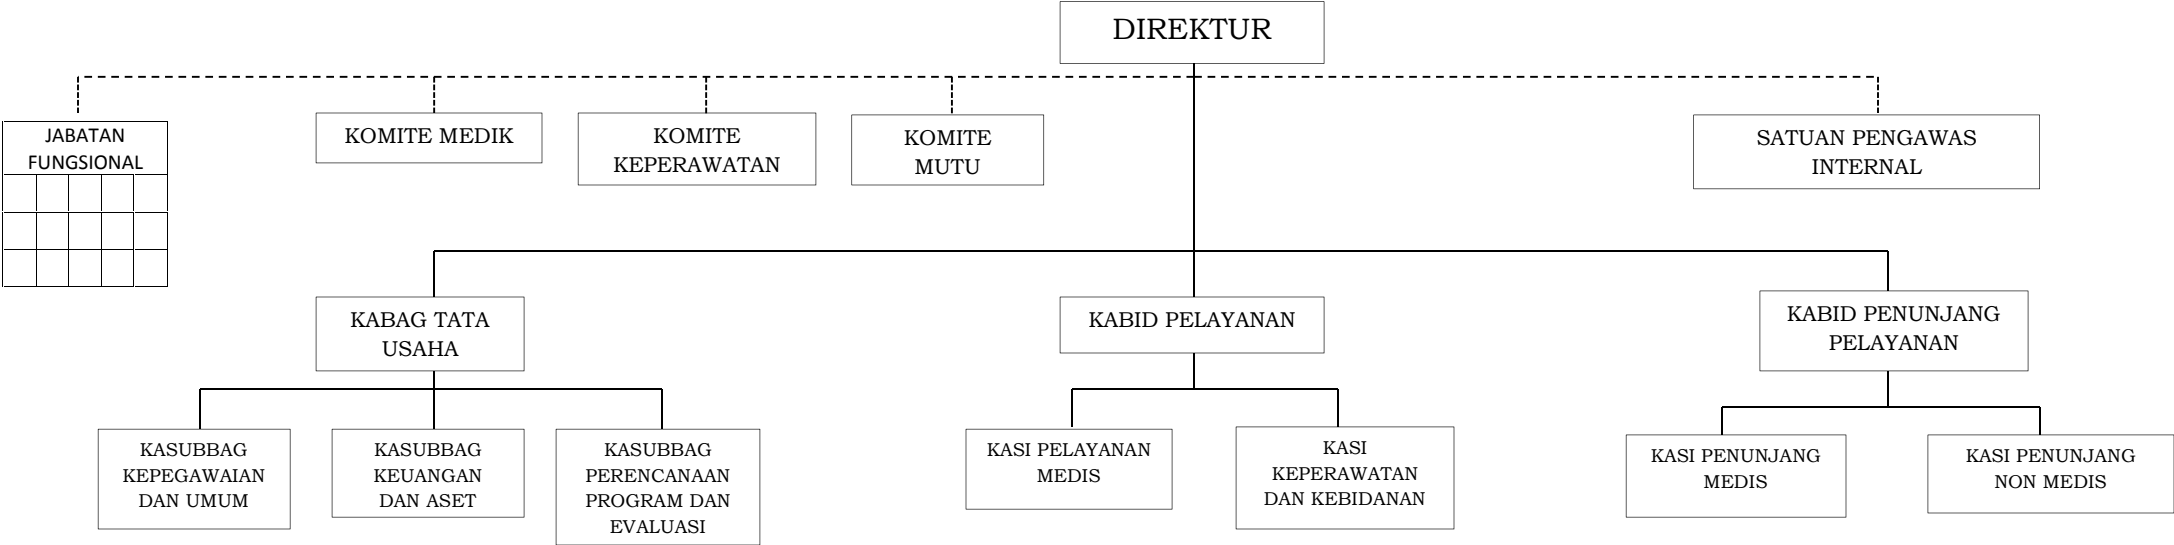 DIREKTUR
JABATAN
FUNGSIONAL
KOMITE MEDIK
KOMITE
KEPERAWATAN
KOMITE
MUTU
SATUAN PENGAWAS
INTERNAL
KABAG TATA
USAHA
KABID PELAYANAN
KABID PENUNJANG
PELAYANAN
KASUBBAG
KEPEGAWAIAN
DAN UMUM
KASUBBAG
KEUANGAN
DAN ASET
KASUBBAG
PERENCANAAN
PROGRAM DAN
EVALUASI
KASI PELAYANAN
MEDIS
KASI
KEPERAWATAN
DAN KEBIDANAN
KASI PENUNJANG
MEDIS
KASI PENUNJANG
NON MEDIS